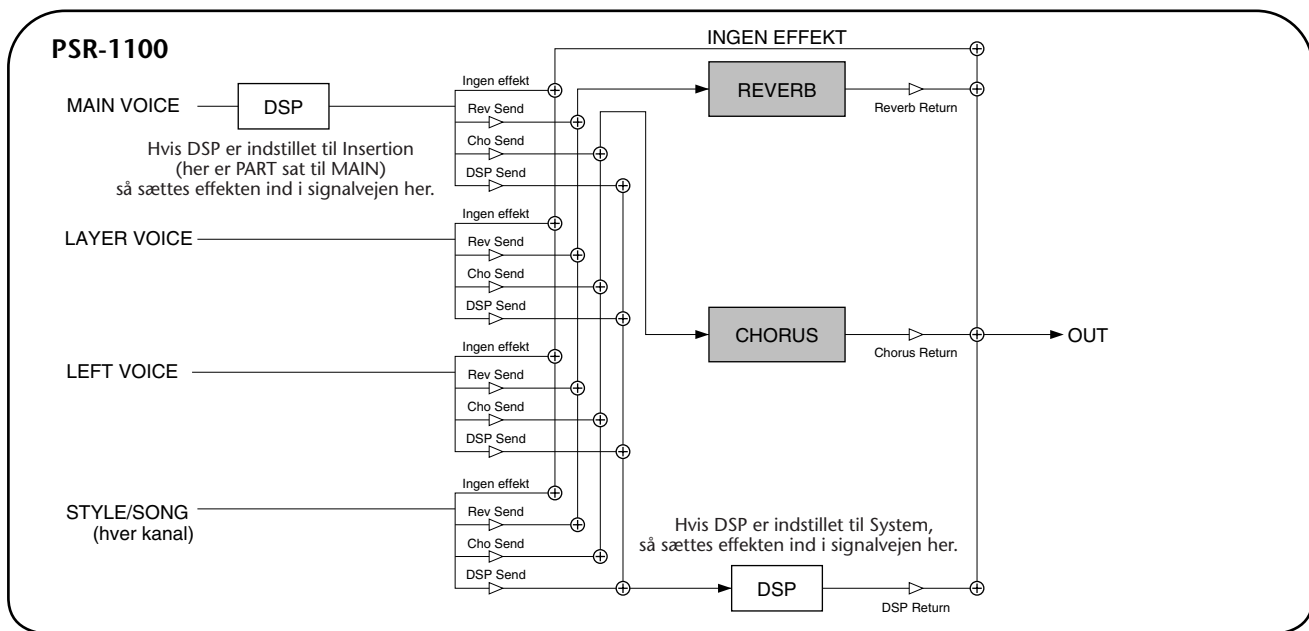 PSR-1100
INGEN EFFEKT
MAIN VOICE
DSP
Hvis DSP er indstillet til Insertion
(her er PART sat til MAIN)
så sættes effekten ind i signalvejen her.
Ingen effekt
Rev Send
Cho Send
DSP Send
REVERB
Reverb Return
LAYER VOICE
Ingen effekt
Rev Send
Cho Send
DSP Send
CHORUS
Chorus Return
OUT
LEFT VOICE
Ingen effekt
Rev Send
Cho Send
DSP Send
STYLE/SONG
(hver kanal)
Ingen effekt
Rev Send
Cho Send
DSP Send
Hvis DSP er indstillet til System,
så sættes effekten ind i signalvejen her.
DSP
DSP Return